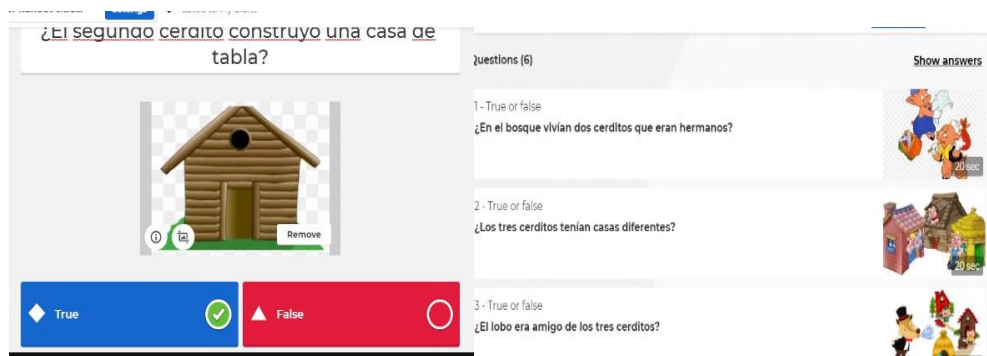 ¿El segundo cerdito construyo una casa de
tabla?
Remove
True
False
Questions (6)
Show answers
1 - True or false
¿En el bosque vivían dos cerditos que eran hermanos?
20 sec
2 - True or false
¿Los tres cerditos tenían casas diferentes?
20 sec
3 - True or false
¿El lobo era amigo de los tres cerditos?